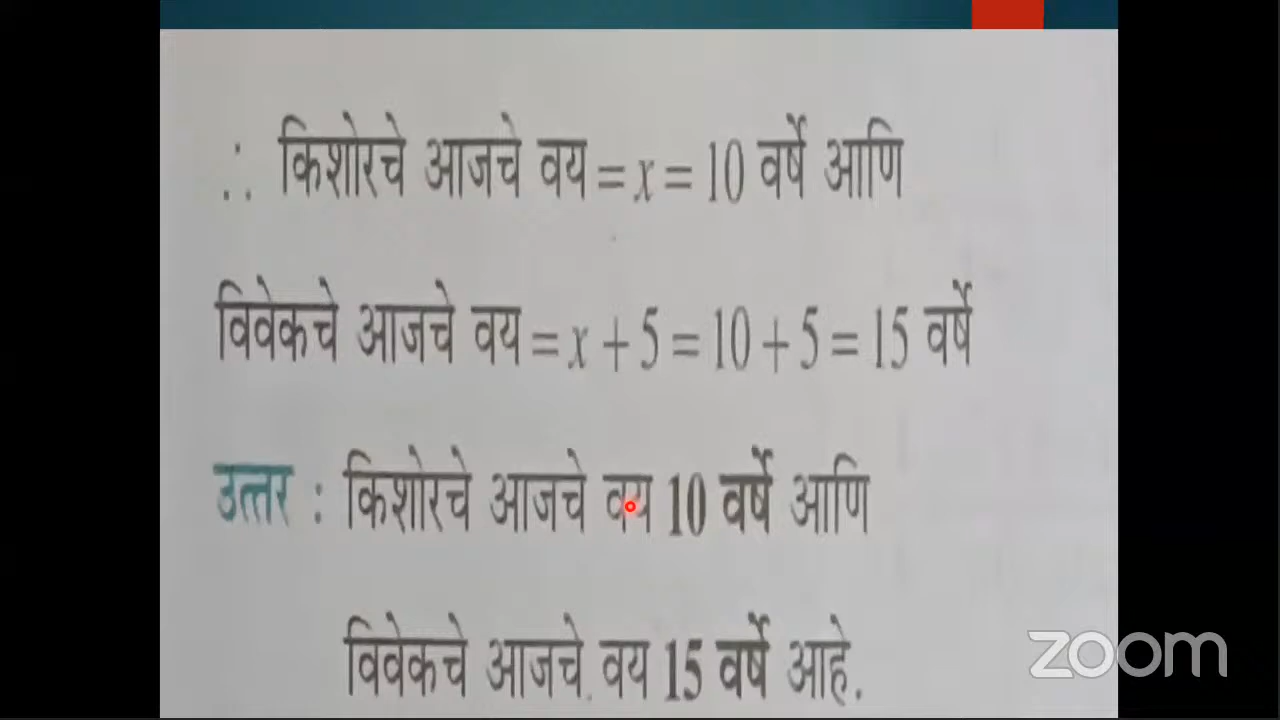 ∴ किशोरचे आजचे वय = x = 10 वर्षे आणि
विवेकचे आजचे वय = x + 5 = 10 + 5 = 15 वर्षे
उत्तर : किशोरचे आजचे वय 10 वर्षे आणि
विवेकचे आजचे वय 15 वर्षे आहे.
zoom